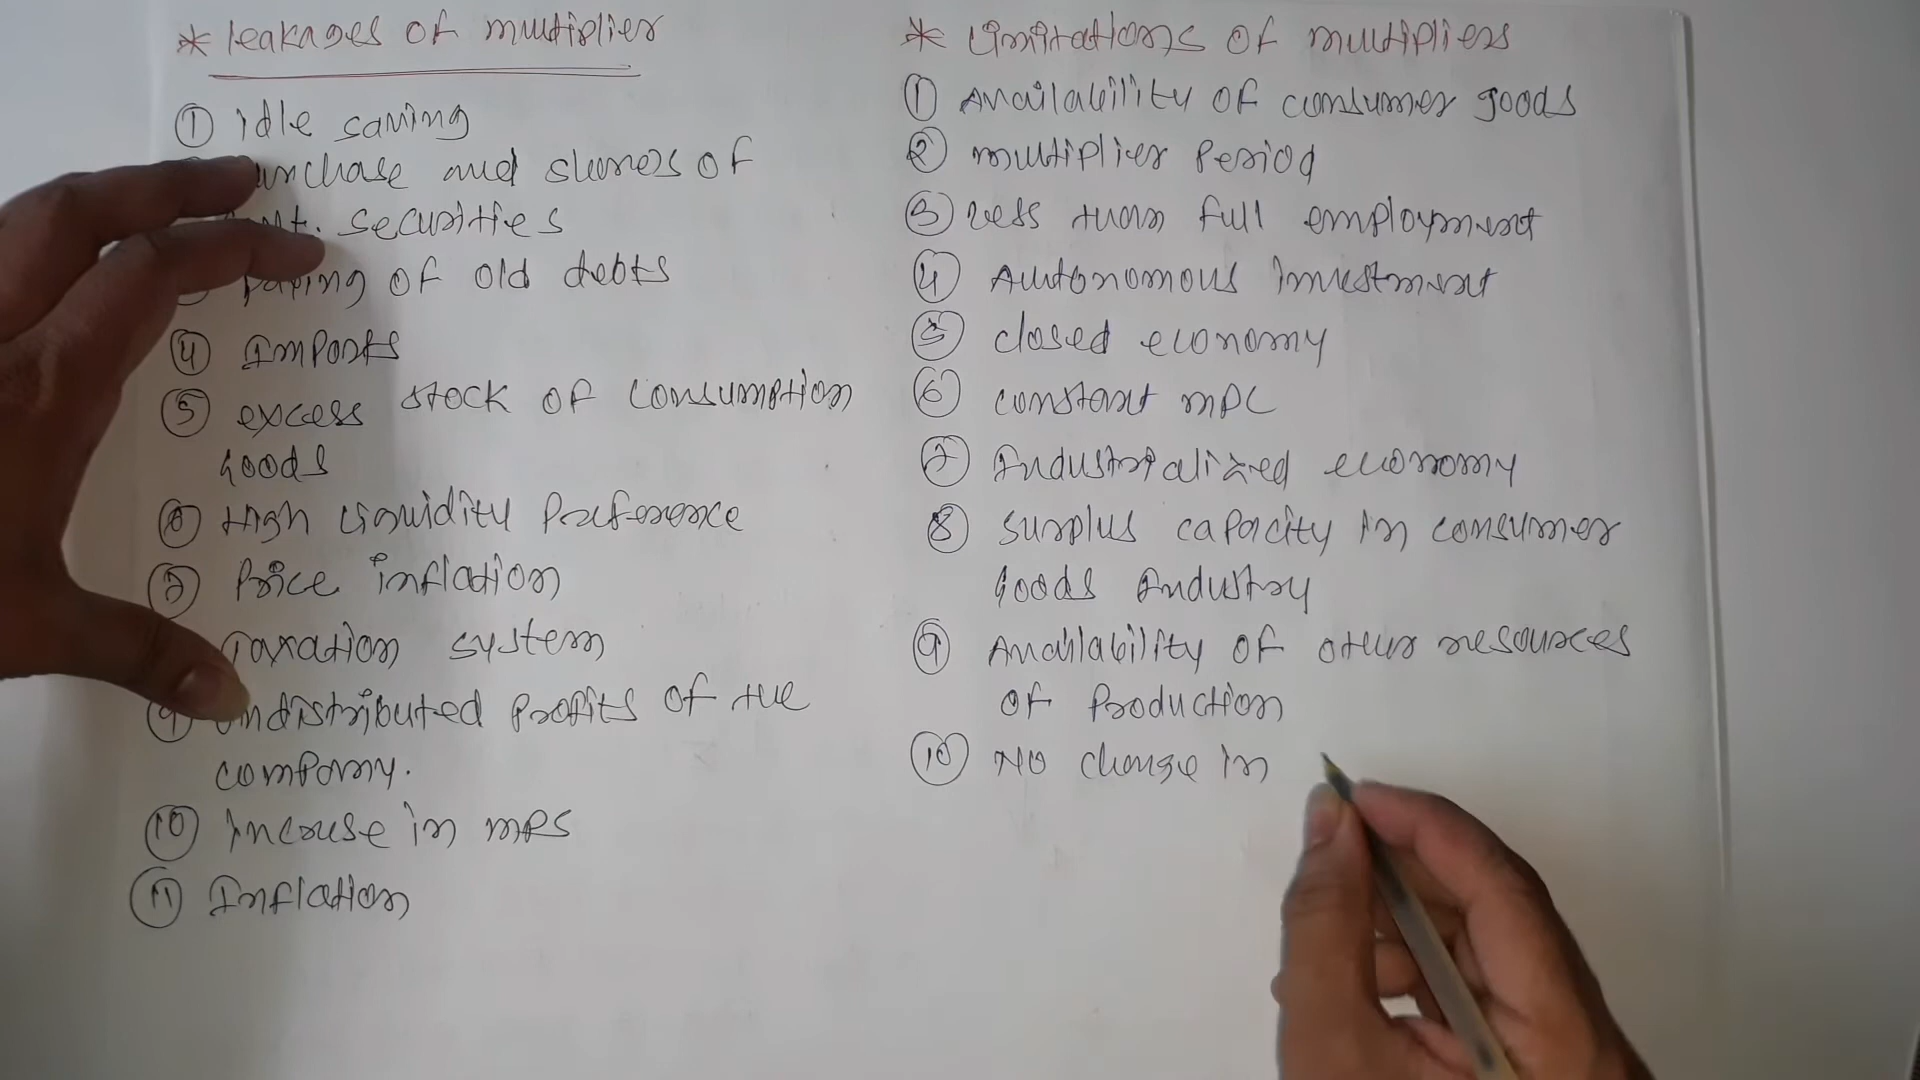 * Leakages of multiplier
① idle saving
Purchase and shares of
securities
Paying of old debts
④ Imports
⑤ excess stock of consumption
Goods
⑥ High Liquidity Preference
⑦ Price inflation
Taxation system
⑨ Undistributed Profits of the
company.
⑩ Increase in MPS
⑪ Inflation
* Limitations of multipliers
① Availability of consumer goods
② multiplier Period
③ Less than full employment
④ Autonomous investment
⑤ closed economy
⑥ constant MPC
⑦ Industrialized economy
⑧ Surplus capacity in consumer
Goods Industry
⑨ Availability of other resources
of Production
⑩ No change in